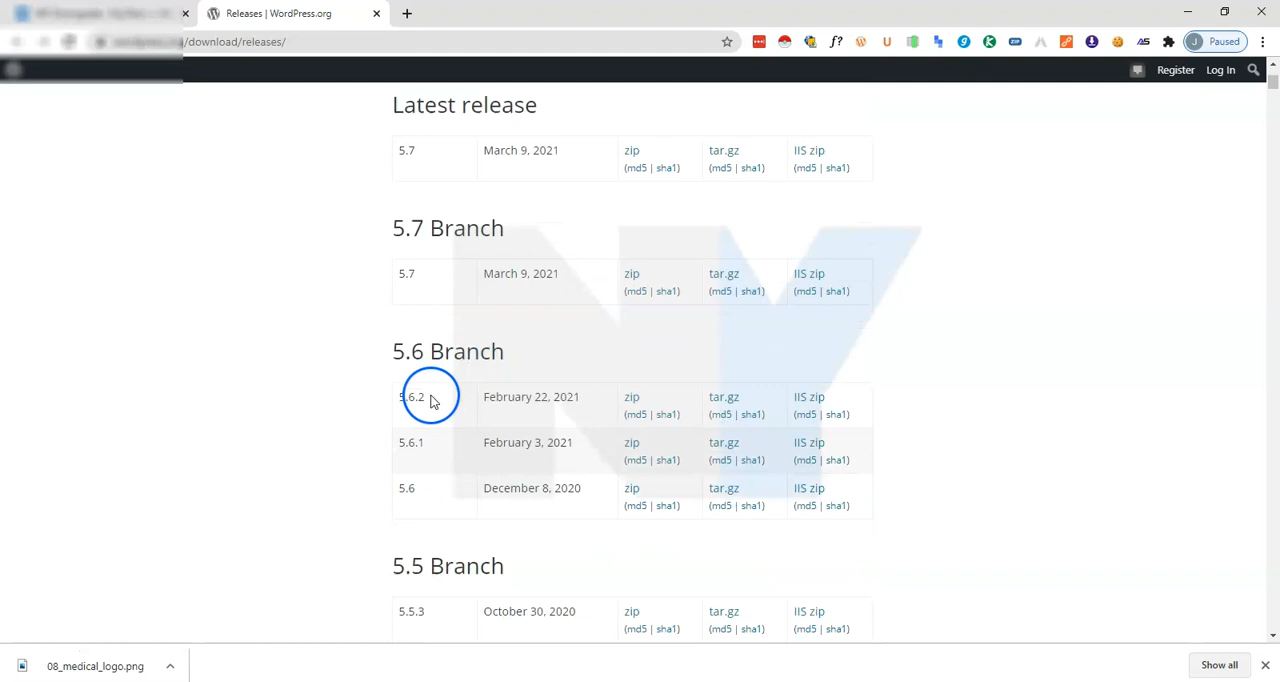 Releases | WordPress.org
/download/releases/
Paused
Register Log In
Latest release
5.7 March 9, 2021 zip tar.gz IIS zip
(md5 | sha1) (md5 | sha1) (md5 | sha1)
5.7 Branch
5.7 March 9, 2021 zip tar.gz IIS zip
(md5 | sha1) (md5 | sha1) (md5 | sha1)
5.6 Branch
5.6.2 February 22, 2021 zip tar.gz IIS zip
(md5 | sha1) (md5 | sha1) (md5 | sha1)
5.6.1 February 3, 2021 zip tar.gz IIS zip
(md5 | sha1) (md5 | sha1) (md5 | sha1)
5.6 December 8, 2020 zip tar.gz IIS zip
(md5 | sha1) (md5 | sha1) (md5 | sha1)
5.5 Branch
5.5.3 October 30, 2020 zip tar.gz IIS zip
(md5 | sha1) (md5 | sha1) (md5 | sha1)
08_medical_logo.png Show all
NY